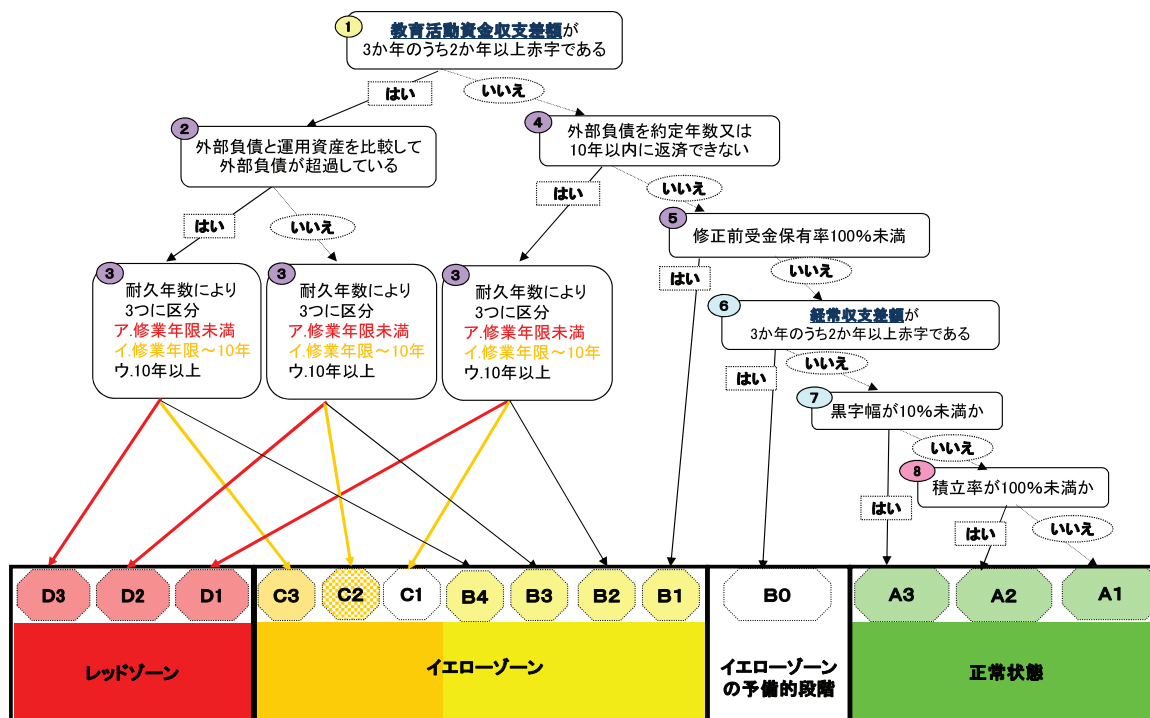 1
教育活動資金収支差額が
3か年のうち2か年以上赤字である
はい
いいえ
2
外部負債と運用資産を比較して
外部負債が超過している
4
外部負債を約定年数又は
10年以内に返済できない
はい
いいえ
はい
いいえ
5
修正前受金保有率100%未満
はい
いいえ
3
耐久年数により
3つに区分
ア.修業年限未満
イ.修業年限～10年
ウ.10年以上
3
耐久年数により
3つに区分
ア.修業年限未満
イ.修業年限～10年
ウ.10年以上
3
耐久年数により
3つに区分
ア.修業年限未満
イ.修業年限～10年
ウ.10年以上
6
経常収支差額が
3か年のうち2か年以上赤字である
はい
いいえ
7
黒字幅が10%未満か
はい
いいえ
8
積立率が100%未満か
はい
いいえ
D3
D2
D1
C3
C2
C1
B4
B3
B2
B1
B0
A3
A2
A1
レッドゾーン
イエローゾーン
イエローゾーン
の予備的段階
正常状態